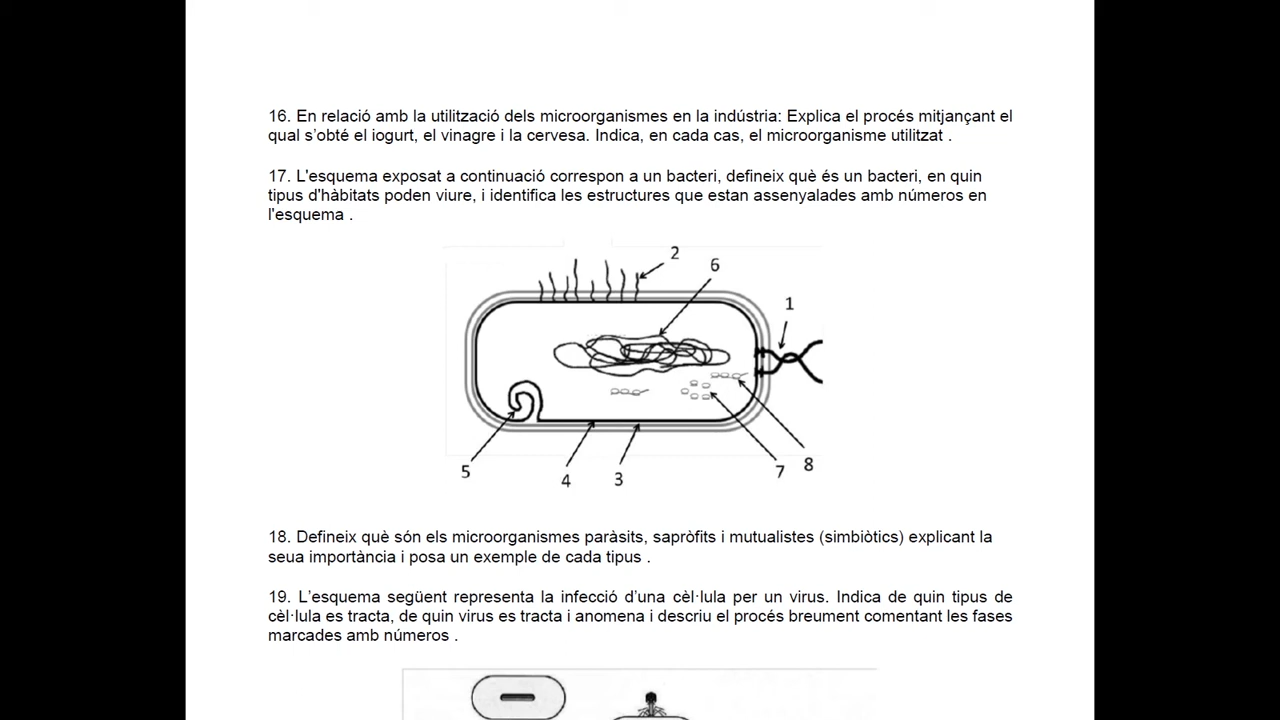 16. En relació amb la utilització dels microorganismes en la indústria: Explica el procés mitjançant el
qual s’obté el iogurt, el vinagre i la cervesa. Indica, en cada cas, el microorganisme utilitzat .
17. L'esquema exposat a continuació correspon a un bacteri, defineix què és un bacteri, en quin
tipus d'hàbitats poden viure, i identifica les estructures que estan assenyalades amb números en
l'esquema .
2
6
1
5
4
3
7
8
18. Defineix què són els microorganismes paràsits, sapròfits i mutualistes (simbiòtics) explicant la
seua importància i posa un exemple de cada tipus .
19. L’esquema següent representa la infecció d’una cèl·lula per un virus. Indica de quin tipus de
cèl·lula es tracta, de quin virus es tracta i anomena i descriu el procés breument comentant les fases
marcades amb números .